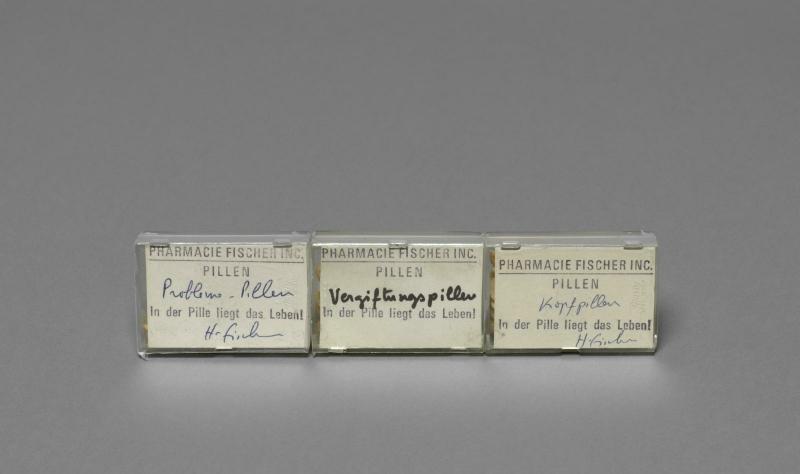 PHARMACIE FISCHER INC.
PILLEN
Probleme-Pillen
In der Pille liegt das Leben!
H. Fischer
PHARMACIE FISCHER INC.
PILLEN
Vergiftungspillen
In der Pille liegt das Leben!
PHARMACIE FISCHER INC.
PILLEN
Kopfpillen
In der Pille liegt das Leben!
H. Fischer